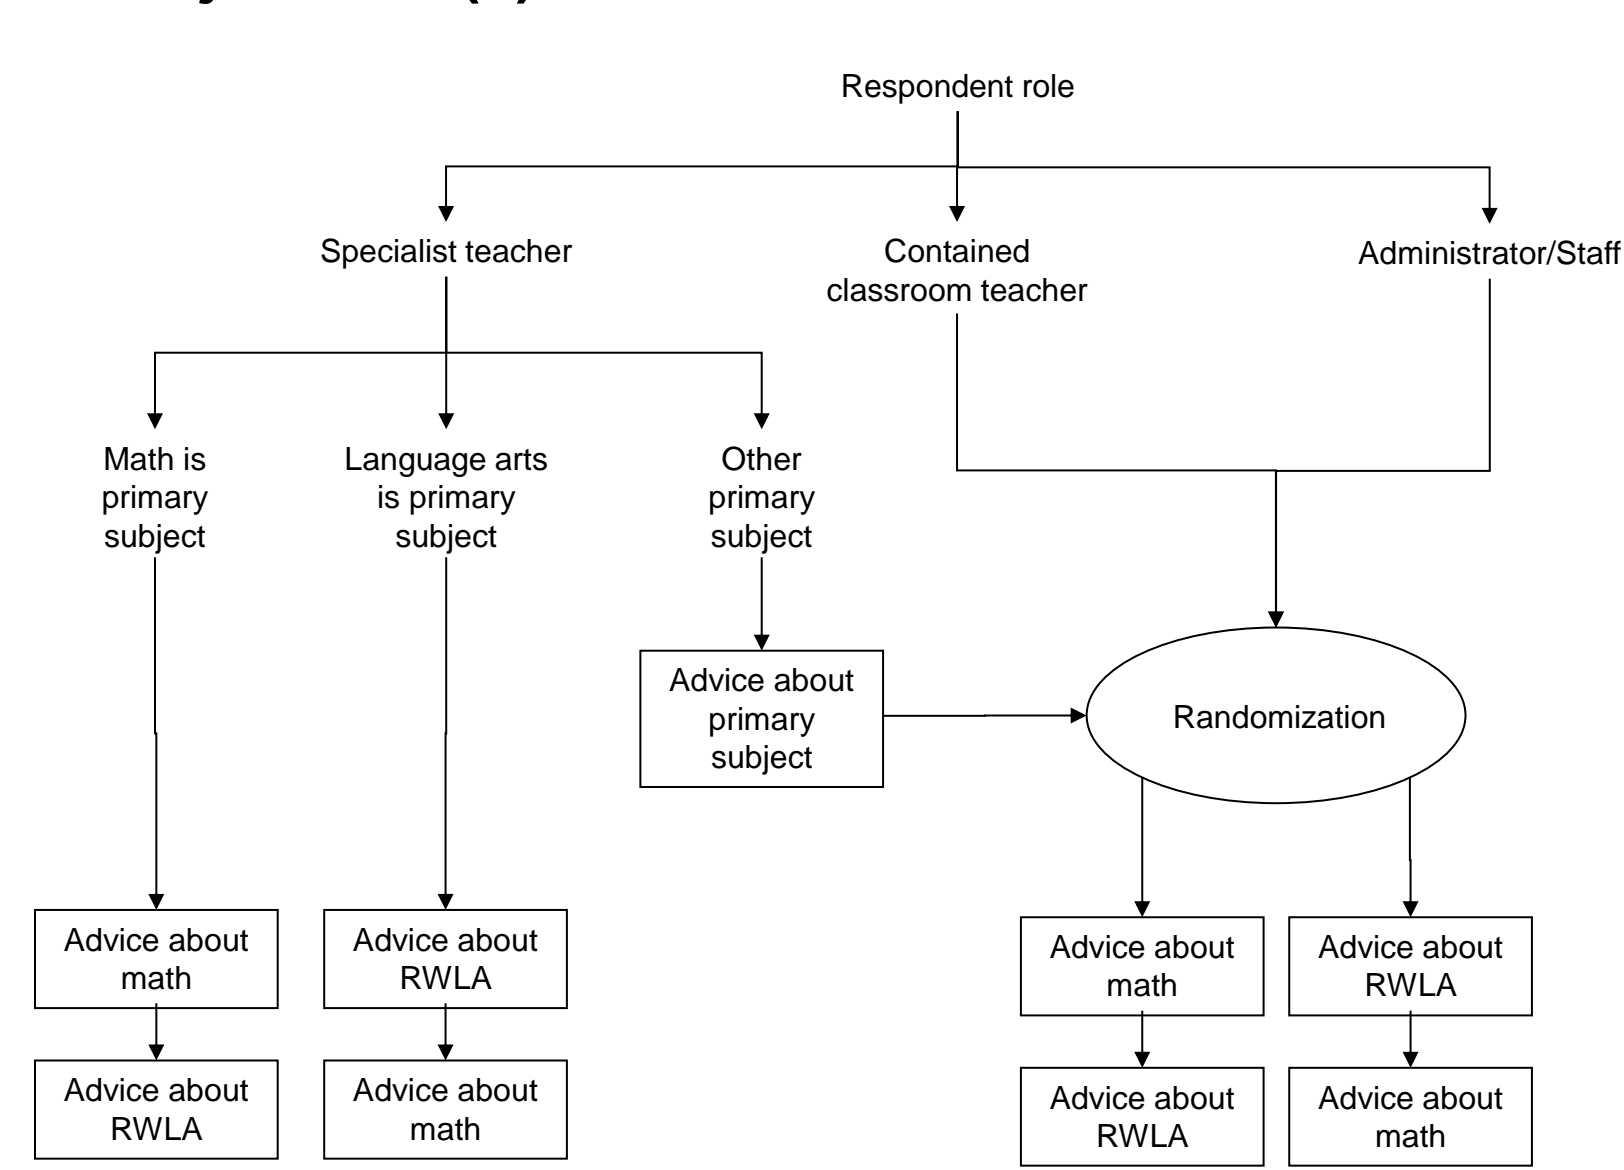 Respondent role
Specialist teacher
Contained
classroom teacher
Administrator/Staff
Math is
primary
subject
Language arts
is primary
subject
Other
primary
subject
Advice about
primary
subject
Randomization
Advice about
math
Advice about
RWLA
Advice about
math
Advice about
RWLA
Advice about
RWLA
Advice about
math
Advice about
RWLA
Advice about
math